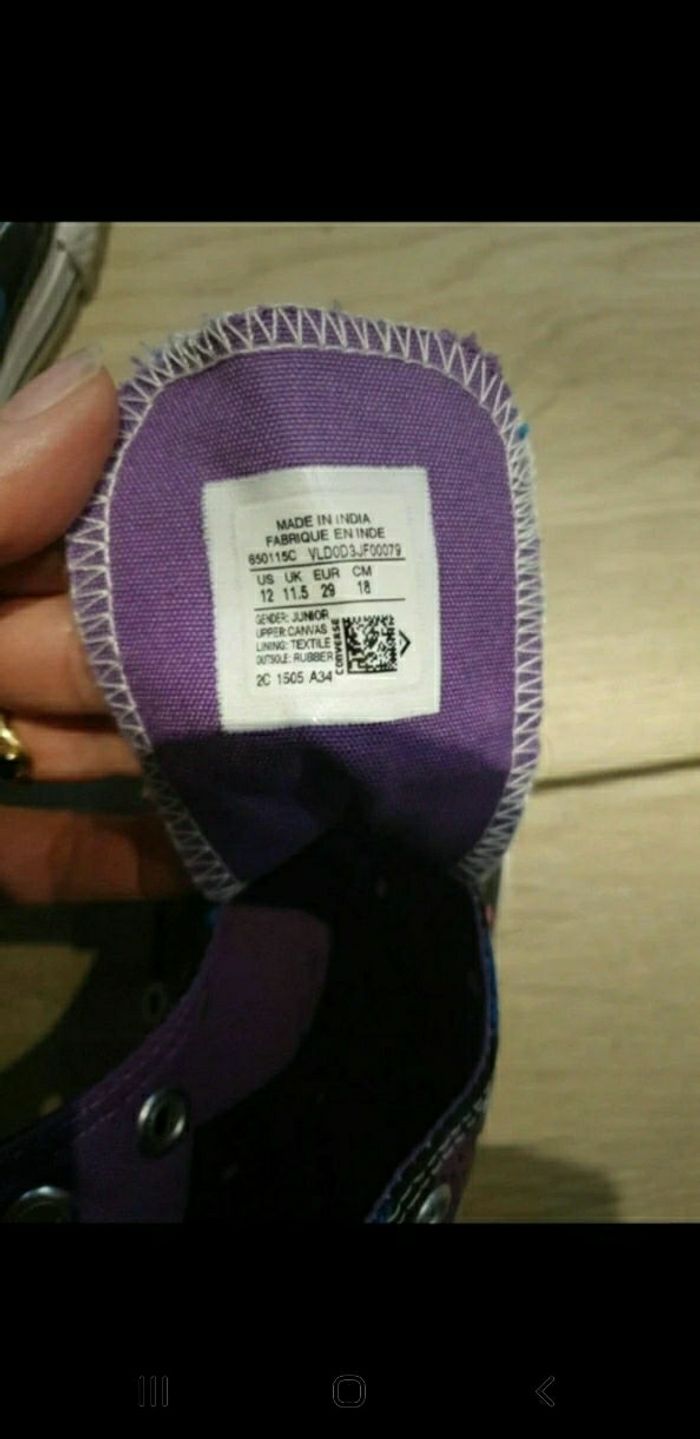 MADE IN INDIA
FABRIQUE EN INDE
650115C VLD0D3JF00079
US UK EUR CM
12 11.5 29 18
GENDER: JUNIOR
UPPER: CANVAS
LINING: TEXTILE
OUTSOLE: RUBBER
CONVERSE
2C 1505 A34